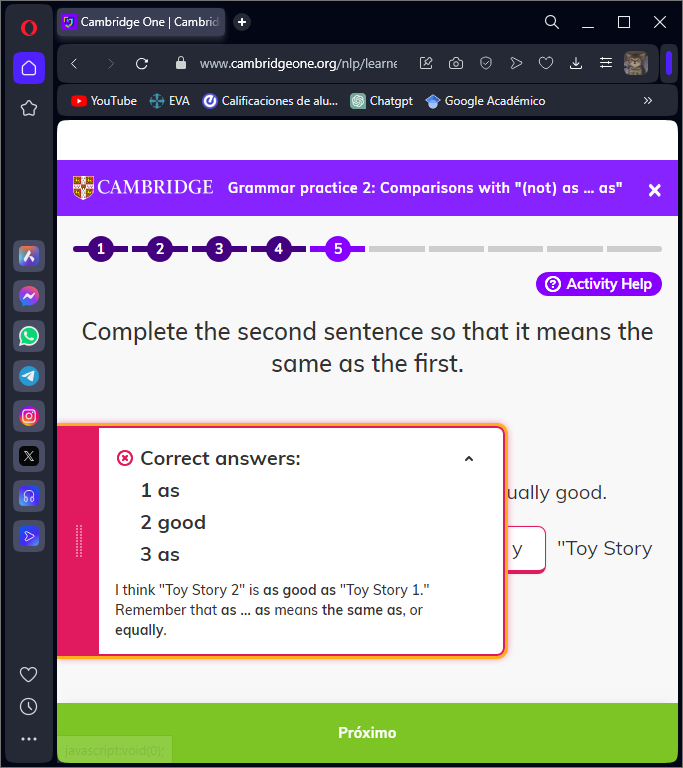 Cambridge One | Cambrid
www.cambridgeone.org/nlp/learne
YouTube
EVA
Calificaciones de alu...
Chatgpt
Google Académico
CAMBRIDGE
Grammar practice 2: Comparisons with "(not) as ... as"
1
2
3
4
5
Activity Help
Complete the second sentence so that it means the
same as the first.
Correct answers:
1 as
2 good
3 as
I think "Toy Story 2" is as good as "Toy Story 1."
Remember that as ... as means the same as, or
equally.
ually good.
y "Toy Story
Próximo
javascript:void(0);